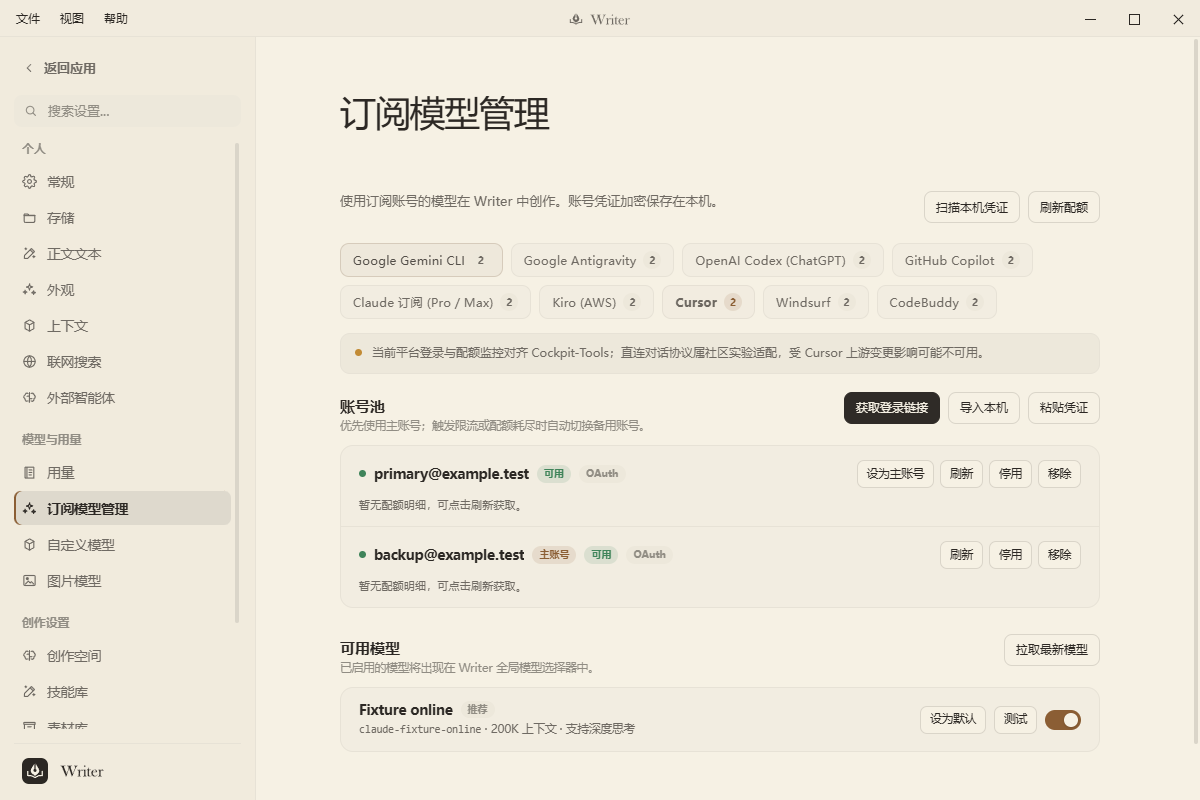 文件 视图 帮助 Writer
返回应用
搜索设置...
个人
常规
存储
正文文本
外观
上下文
联网搜索
外部智能体
模型与用量
用量
订阅模型管理
自定义模型
图片模型
创作设置
创作空间
技能库
素材库
Writer
订阅模型管理
使用订阅账号的模型在 Writer 中创作。账号凭证加密保存在本机。 扫描本机凭证 刷新配额
Google Gemini CLI 2 Google Antigravity 2 OpenAI Codex (ChatGPT) 2 GitHub Copilot 2
Claude 订阅 (Pro / Max) 2 Kiro (AWS) 2 Cursor 2 Windsurf 2 CodeBuddy 2
当前平台登录与配额监控对齐 Cockpit-Tools；直连对话协议属社区实验适配，受 Cursor 上游变更影响可能不可用。
账号池 获取登录链接 导入本机 粘贴凭证
优先使用主账号；触发限流或配额耗尽时自动切换备用账号。
primary@example.test 可用 OAuth 设为主账号 刷新 停用 移除
暂无配额明细，可点击刷新获取。
backup@example.test 主账号 可用 OAuth 刷新 停用 移除
暂无配额明细，可点击刷新获取。
可用模型 拉取最新模型
已启用的模型将出现在 Writer 全局模型选择器中。
Fixture online 推荐 设为默认 测试
claude-fixture-online · 200K 上下文 · 支持深度思考